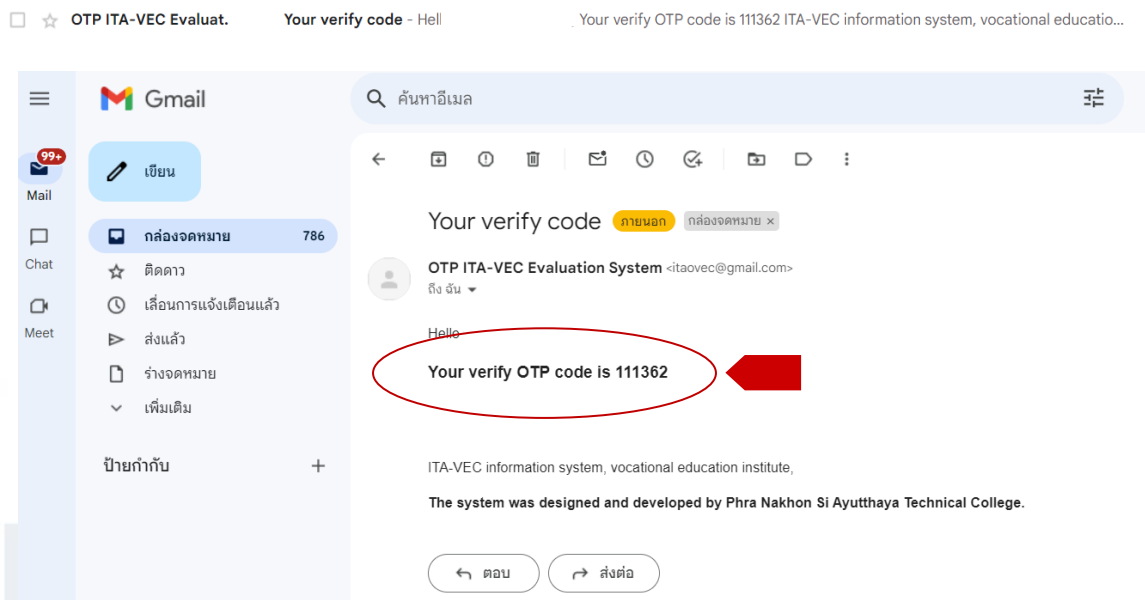 OTP ITA-VEC Evaluat. Your verify code - Hell Your verify OTP code is 111362 ITA-VEC information system, vocational educatio...
Gmail
ค้นหาอีเมล
99+
Mail
Chat
Meet
เขียน
กล่องจดหมาย 786
ติดดาว
เลื่อนการแจ้งเตือนแล้ว
ส่งแล้ว
ร่างจดหมาย
เพิ่มเติม
ป้ายกำกับ
Your verify code ภายนอก กล่องจดหมาย ×
OTP ITA-VEC Evaluation System <itaovec@gmail.com>
ถึง ฉัน
Hello
Your verify OTP code is 111362
ITA-VEC information system, vocational education institute,
The system was designed and developed by Phra Nakhon Si Ayutthaya Technical College.
ตอบ ส่งต่อ